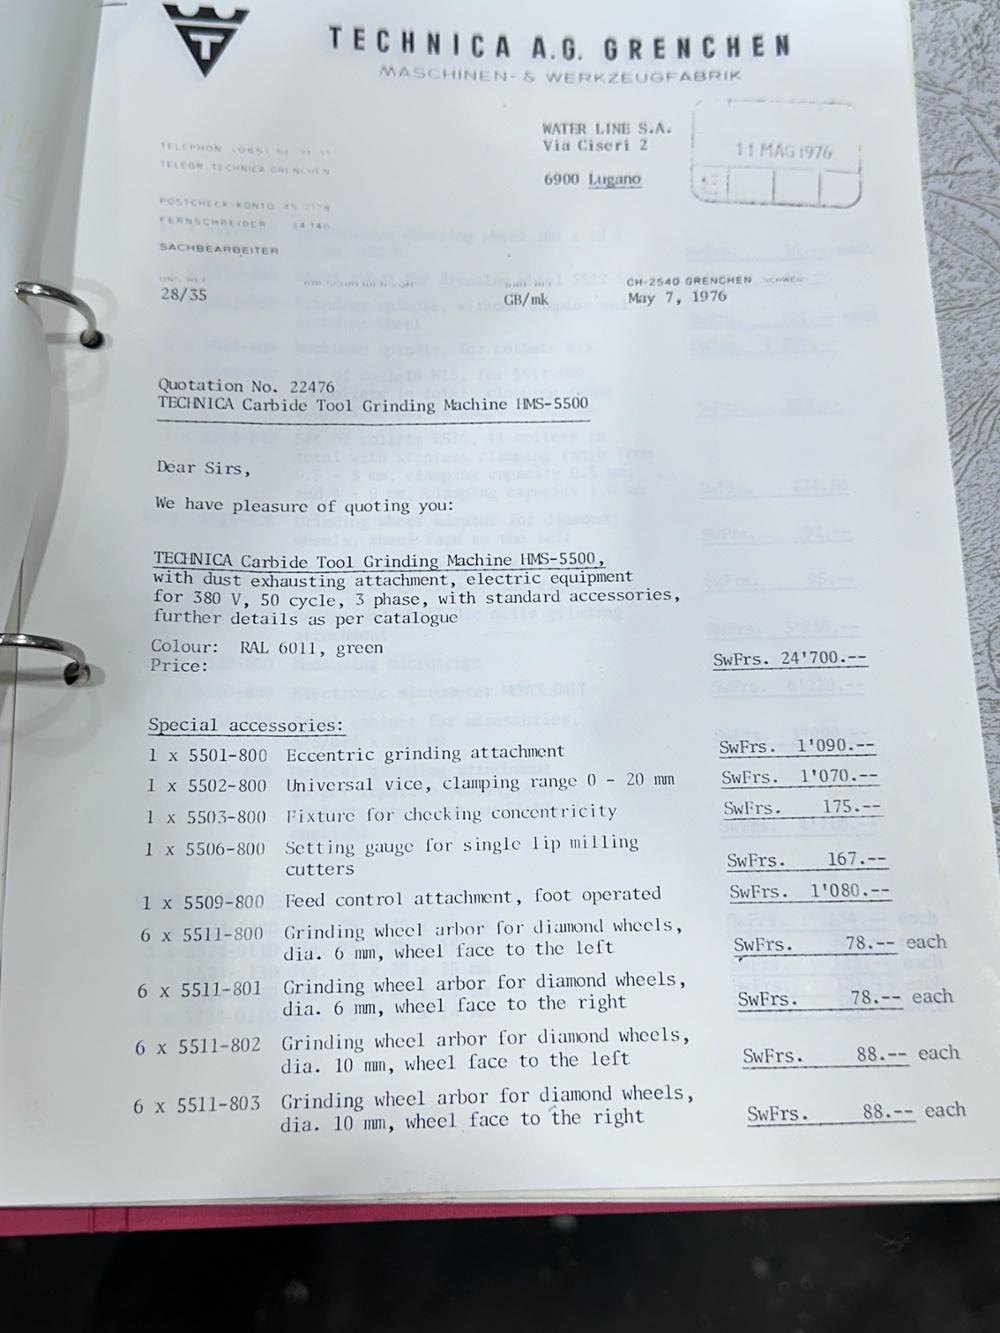 T
TECHNICA A.G. GRENCHEN
MASCHINEN- & WERKZEUGFABRIK
WATER LINE S.A.
Via Ciseri 2
6900 Lugano
11 MAG 1976
TELEPHON
TELEGR. TECHNICA GRENCHEN
POSTCHECK-KONTO 45
FERNSCHREIBER 34 146
SACHBEARBEITER
CH-2540 GRENCHEN
28/35 GB/mk May 7, 1976
Quotation No. 22476
TECHNICA Carbide Tool Grinding Machine HMS-5500
Dear Sirs,
We have pleasure of quoting you:
TECHNICA Carbide Tool Grinding Machine HMS-5500,
with dust exhausting attachment, electric equipment
for 380 V, 50 cycle, 3 phase, with standard accessories,
further details as per catalogue
Colour: RAL 6011, green
Price: SwFrs. 24'700.--
Special accessories:
1 x 5501-800 Eccentric grinding attachment SwFrs. 1'090.--
1 x 5502-800 Universal vice, clamping range 0 - 20 mm SwFrs. 1'070.--
1 x 5503-800 Fixture for checking concentricity SwFrs. 175.--
1 x 5506-800 Setting gauge for single lip milling
cutters SwFrs. 167.--
1 x 5509-800 Feed control attachment, foot operated SwFrs. 1'080.--
6 x 5511-800 Grinding wheel arbor for diamond wheels,
dia. 6 mm, wheel face to the left SwFrs. 78.-- each
6 x 5511-801 Grinding wheel arbor for diamond wheels,
dia. 6 mm, wheel face to the right SwFrs. 78.-- each
6 x 5511-802 Grinding wheel arbor for diamond wheels,
dia. 10 mm, wheel face to the left SwFrs. 88.-- each
6 x 5511-803 Grinding wheel arbor for diamond wheels,
dia. 10 mm, wheel face to the right SwFrs. 88.-- each